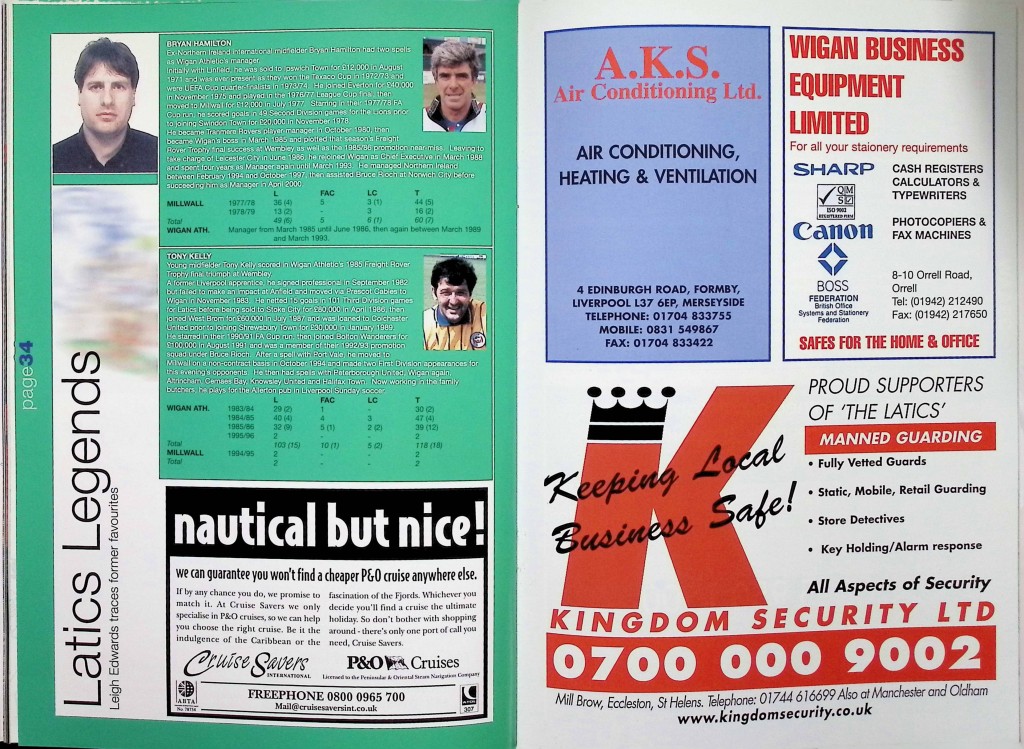 page34
Latics Legends
Leigh Edwards traces former favourites
BRYAN HAMILTON
Ex-Northern Ireland international midfielder Bryan Hamilton had two spells
as Wigan Athletic's manager.
Initially with Linfield, he was sold to Ipswich Town for £12,000 in August
1971 and was ever-present as they won the Texaco Cup in 1972/73 and
were UEFA Cup quarter-finalists in 1973/74. He joined Everton for £40,000
in November 1975 and played in the 1976/77 League Cup final, then
moved to Millwall for £12,000 in July 1977. Starring in their 1977/78 FA
Cup run, he scored goals in 49 Second Division games for the Lions prior
to joining Swindon Town for £20,000 in November 1978.
He became Tranmere Rovers player-manager in October 1980, then
became Wigan's boss in March 1985 and plotted that season's Freight
Rover Trophy final success at Wembley as well as the 1985/86 promotion near-miss. Leaving to
take charge of Leicester City in June 1986, he rejoined Wigan as Chief Executive in March 1988
and spent four years as Manager again until March 1993. He managed Northern Ireland
between February 1994 and October 1997, then assisted Bruce Rioch at Norwich City before
succeeding him as Manager in April 2000.
L FAC LC T
MILLWALL 1977/78 36 (4) 5 3 (1) 44 (5)
1978/79 13 (2) - 3 16 (2)
Total 49 (6) 5 6 (1) 60 (7)
WIGAN ATH. Manager from March 1985 until June 1986, then again between March 1989
and March 1993.
TONY KELLY
Young midfielder Tony Kelly scored in Wigan Athletic's 1985 Freight Rover
Trophy final triumph at Wembley.
A former Liverpool apprentice, he signed professional in September 1982
but failed to make an impact at Anfield and moved via Prescot Cables to
Wigan in November 1983. He netted 15 goals in 101 Third Division games
for Latics before being sold to Stoke City for £80,000 in April 1986, then
joined West Brom for £60,000 in July 1987 and was loaned to Colchester
United prior to joining Shrewsbury Town for £30,000 in January 1989.
He starred in their 1990/91 FA Cup run, then joined Bolton Wanderers for
£100,000 in August 1991 and was a member of their 1992/93 promotion
squad under Bruce Rioch. After a spell with Port Vale, he moved to
Millwall on a non-contract basis in October 1994 and made two First Division appearances for
this evening's opponents. He then had spells with Peterborough United, Wigan again,
Altrincham, Cemaes Bay, Knowsley United and Halifax Town. Now working in the family
butchers, he plays for the Allerton pub in Liverpool Sunday soccer.
L FAC LC T
WIGAN ATH. 1983/84 29 (2) 1 - 30 (2)
1984/85 40 (4) 4 3 47 (4)
1985/86 32 (9) 5 (1) 2 (2) 39 (12)
1995/96 2 - - 2
Total 103 (15) 10 (1) 5 (2) 118 (18)
MILLWALL 1994/95 2 - - 2
Total 2 - - 2
nautical but nice!
we can guarantee you won't find a cheaper P&O cruise anywhere else.
If by any chance you do, we promise to
match it. At Cruise Savers we only
specialise in P&O cruises, so we can help
you choose the right cruise. Be it the
indulgence of the Caribbean or the
fascination of the Fjords. Whichever you
decide you'll find a cruise the ultimate
holiday. So don't bother with shopping
around - there's only one port of call you
need, Cruise Savers.
Cruise Savers
INTERNATIONAL
P&O Cruises
Licensed to the Peninsular & Oriental Steam Navigation Company
ABTA
No 70750
FREEPHONE 0800 0965 700
Mail@cruisesaversint.co.uk
307
A.K.S.
Air Conditioning Ltd.
AIR CONDITIONING,
HEATING & VENTILATION
4 EDINBURGH ROAD, FORMBY,
LIVERPOOL L37 6EP, MERSEYSIDE
TELEPHONE: 01704 833755
MOBILE: 0831 549867
FAX: 01704 833422
WIGAN BUSINESS
EQUIPMENT
LIMITED
For all your staionery requirements
SHARP
QM
S
ISO 9002
REGISTERED FIRM
Canon
BOSS
FEDERATION
British Office
Systems and Stationery
Federation
CASH REGISTERS
CALCULATORS &
TYPEWRITERS
PHOTOCOPIERS &
FAX MACHINES
8-10 Orrell Road,
Orrell
Tel: (01942) 212490
Fax: (01942) 217650
SAFES FOR THE HOME & OFFICE
K
Keeping Local
Business Safe!
PROUD SUPPORTERS
OF 'THE LATICS'
MANNED GUARDING
• Fully Vetted Guards
• Static, Mobile, Retail Guarding
• Store Detectives
• Key Holding/Alarm response
All Aspects of Security
KINGDOM SECURITY LTD
0700 000 9002
Mill Brow, Eccleston, St Helens. Telephone: 01744 616699 Also at Manchester and Oldham
www.kingdomsecurity.co.uk